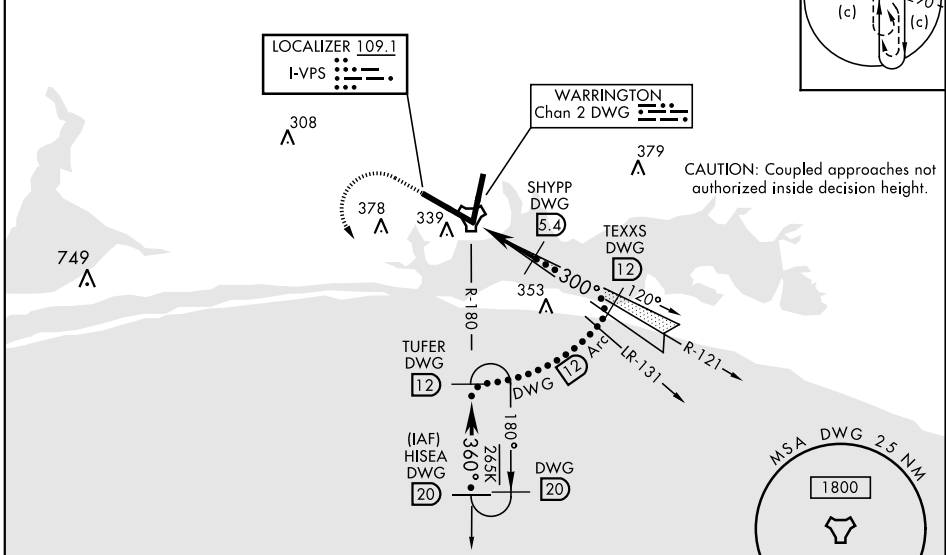 (c)
(c)
LOCALIZER 109.1
I-VPS
WARRINGTON
Chan 2 DWG
308
379
CAUTION: Coupled approaches not
authorized inside decision height.
SHYPP
DWG
5.4
378
339
TEXXS
DWG
12
749
300°
120°
353
R-180
R-121
LR-131
TUFER
DWG
12
DWG 12 Arc
(IAF)
HISEA
DWG
20
360°
265K
180°
DWG
20
MSA DWG 25 NM
1800